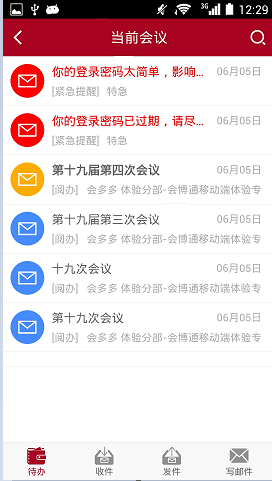 3G 12:29
当前会议
你的登录密码太简单，影响... 06月05日
[紧急提醒] 特急
你的登录密码已过期，请尽... 06月05日
[紧急提醒] 特急
第十九届第四次会议 06月05日
[阅办] 会多多 体验分部-会博通移动端体验专
第十九届第三次会议 06月05日
[阅办] 会多多 体验分部-会博通移动端体验专
十九次会议 06月05日
[阅办] 会多多 体验分部-会博通移动端体验专
第十九次会议 06月05日
[阅办] 会多多 体验分部-会博通移动端体验专
待办 收件 发件 写邮件